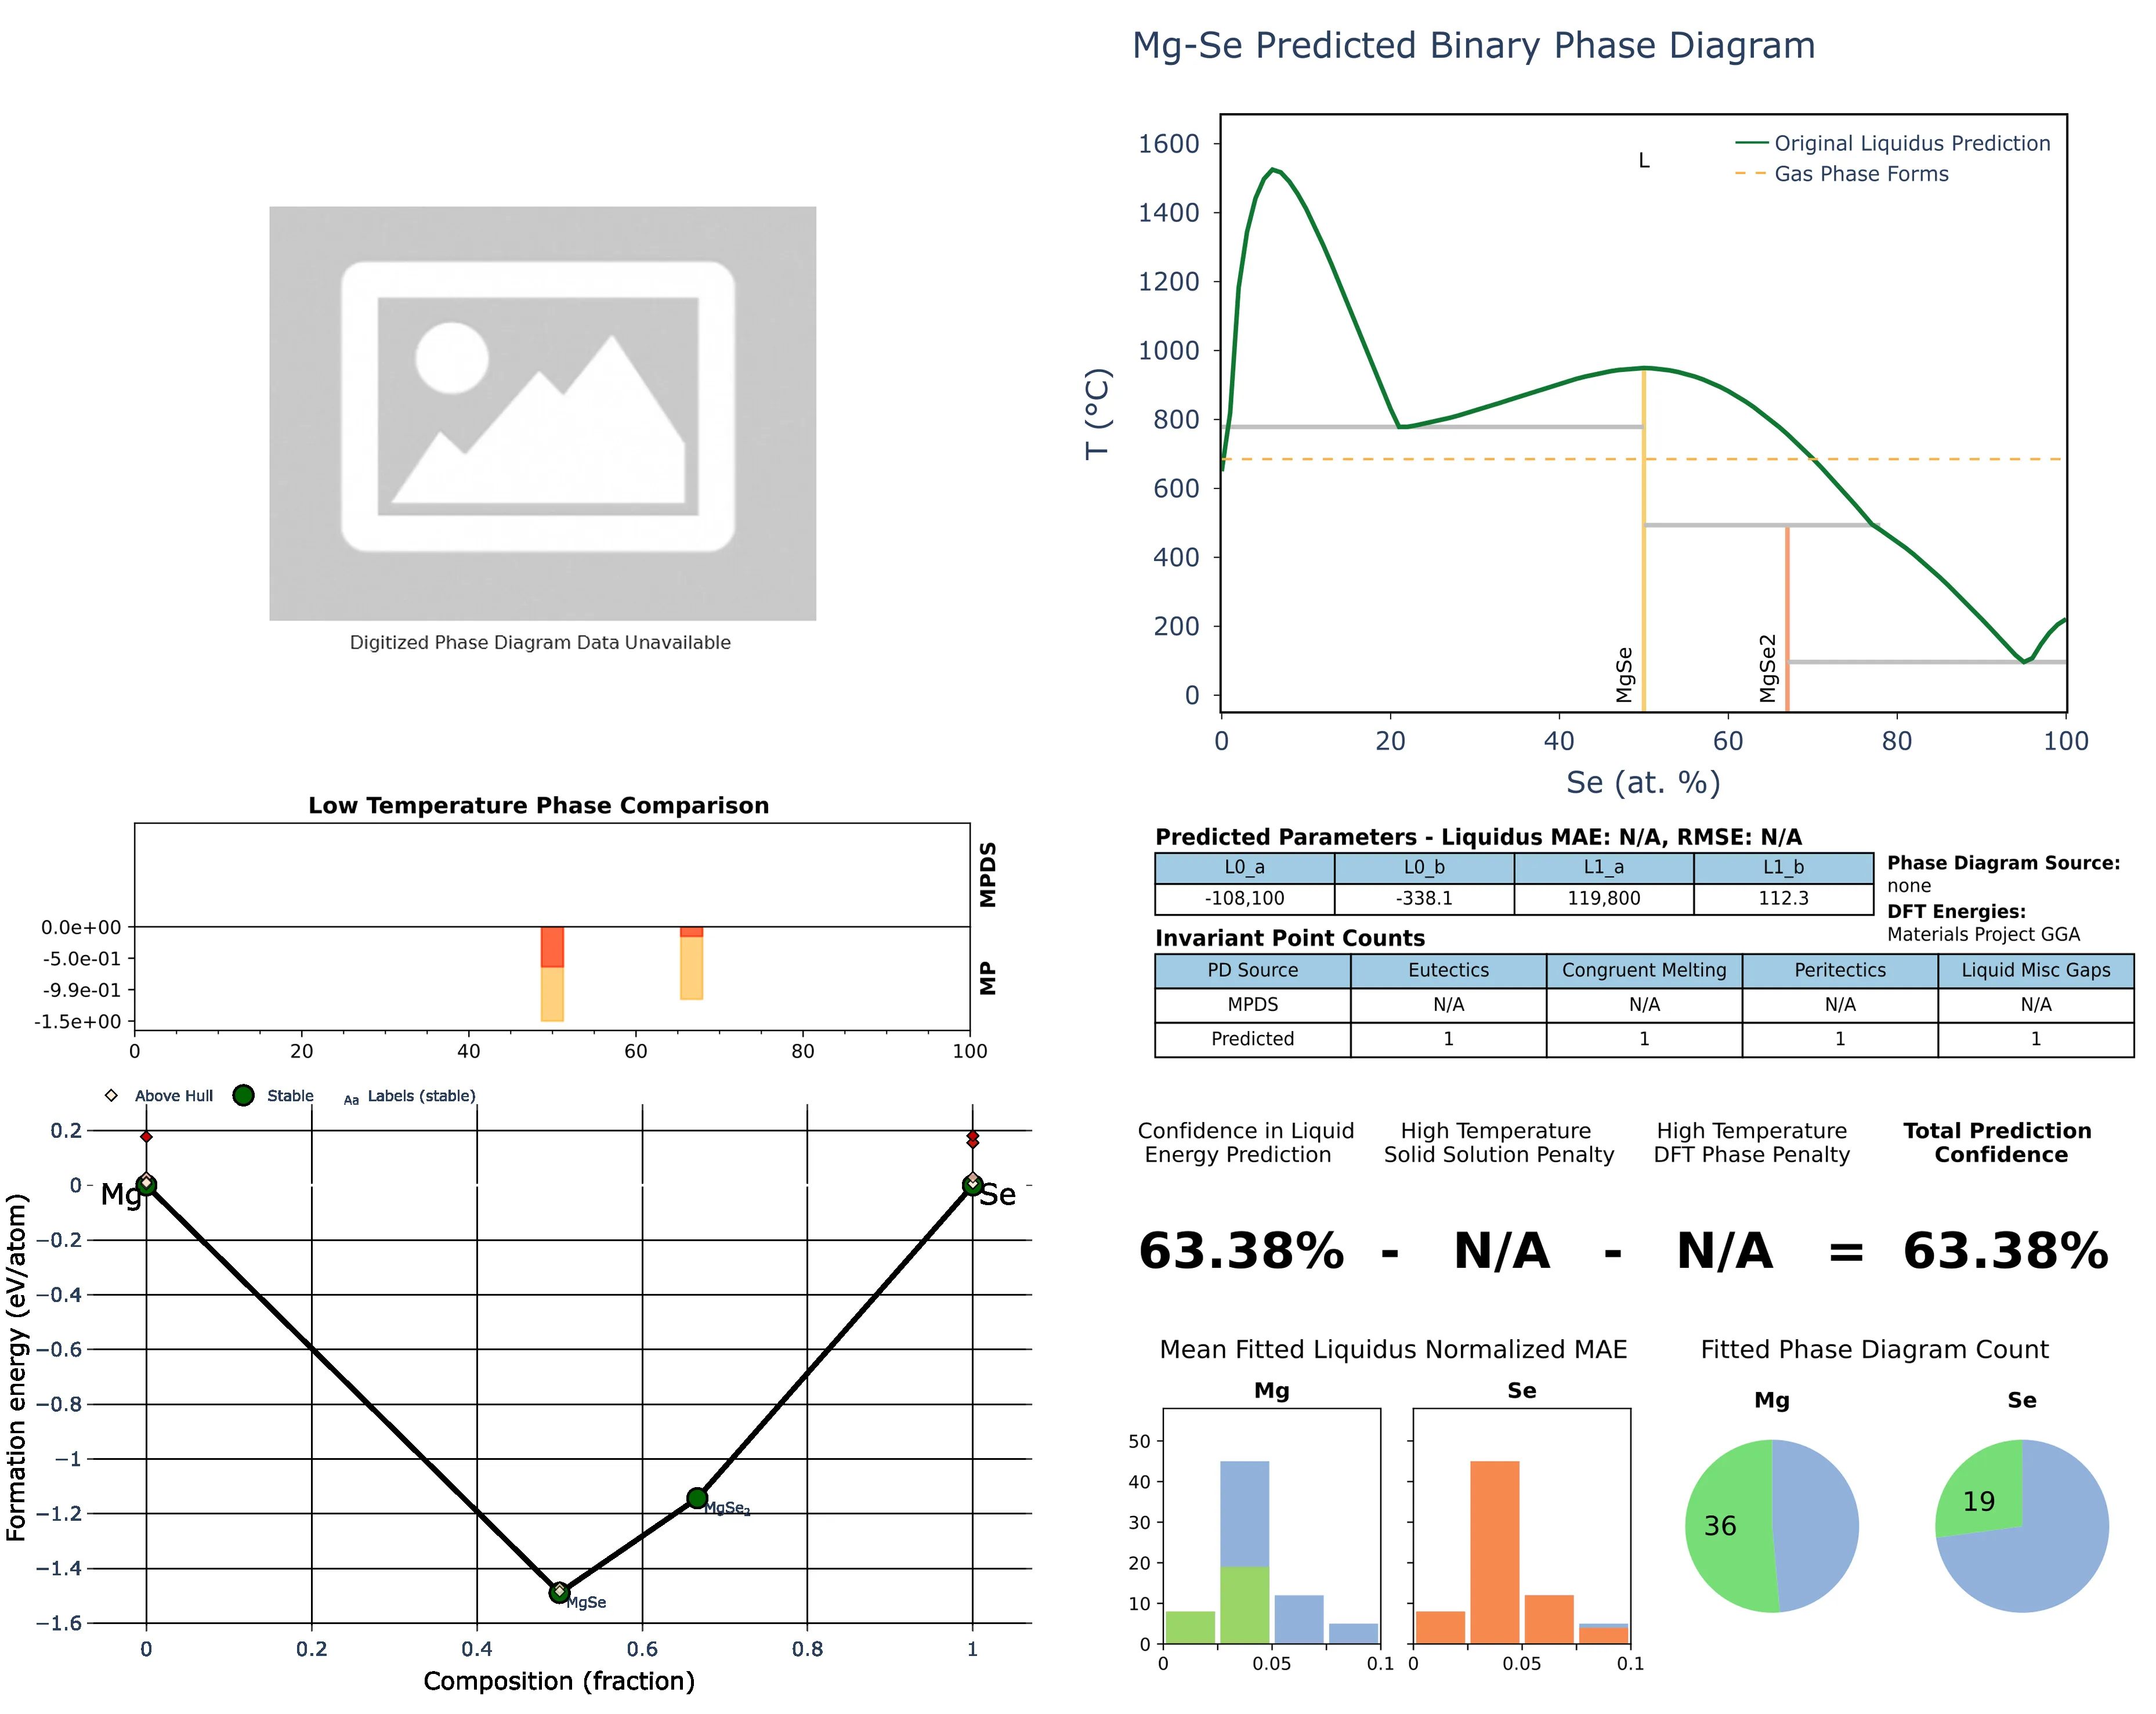 Mg-Se Predicted Binary Phase Diagram
Digitized Phase Diagram Data Unavailable
T (°C)
1600
1400
1200
1000
800
600
400
200
0
L
Original Liquidus Prediction
Gas Phase Forms
MgSe
MgSe2
0 20 40 60 80 100
Se (at. %)
Low Temperature Phase Comparison
0.0e+00
-5.0e-01
-9.9e-01
-1.5e+00
MPDS
MP
0 20 40 60 80 100
Predicted Parameters - Liquidus MAE: N/A, RMSE: N/A
L0_a L0_b L1_a L1_b
-108,100 -338.1 119,800 112.3
Phase Diagram Source:
none
DFT Energies:
Materials Project GGA
Invariant Point Counts
PD Source Eutectics Congruent Melting Peritectics Liquid Misc Gaps
MPDS N/A N/A N/A N/A
Predicted 1 1 1 1
Above Hull Stable Aa Labels (stable)
Formation energy (eV/atom)
0.2
0
−0.2
−0.4
−0.6
−0.8
−1
−1.2
−1.4
−1.6
Mg
Se
MgSe₂
MgSe
0 0.2 0.4 0.6 0.8 1
Composition (fraction)
Confidence in Liquid
Energy Prediction
High Temperature
Solid Solution Penalty
High Temperature
DFT Phase Penalty
Total Prediction
Confidence
63.38% - N/A - N/A = 63.38%
Mean Fitted Liquidus Normalized MAE
Mg
Se
50
40
30
20
10
0
0 0.05 0.1
0 0.05 0.1
Fitted Phase Diagram Count
Mg
Se
36
19